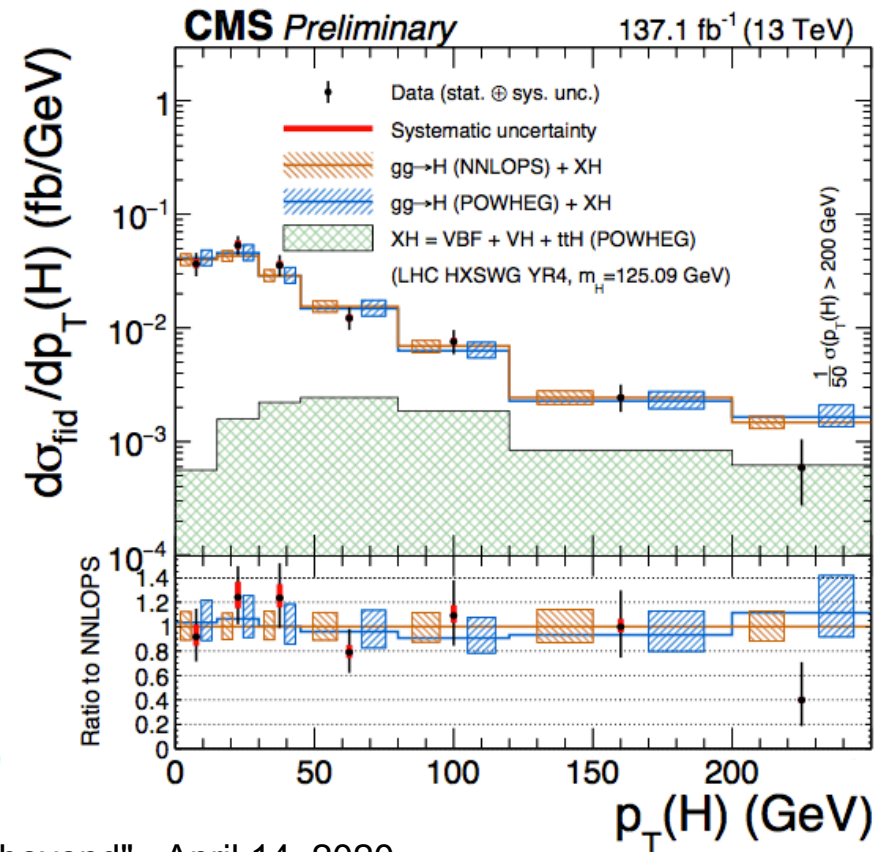 CMS Preliminary 137.1 fb⁻¹ (13 TeV)
dσ_fid/dp_T(H) (fb/GeV)
1
10⁻¹
10⁻²
10⁻³
10⁻⁴
Data (stat. ⊕ sys. unc.)
Systematic uncertainty
gg→H (NNLOPS) + XH
gg→H (POWHEG) + XH
XH = VBF + VH + ttH (POWHEG)
(LHC HXSWG YR4, m_H=125.09 GeV)
1/50 σ(p_T(H) > 200 GeV)
Ratio to NNLOPS
1.4
1.2
1
0.8
0.6
0.4
0.2
0
0 50 100 150 200
p_T(H) (GeV)
April 14, 2020